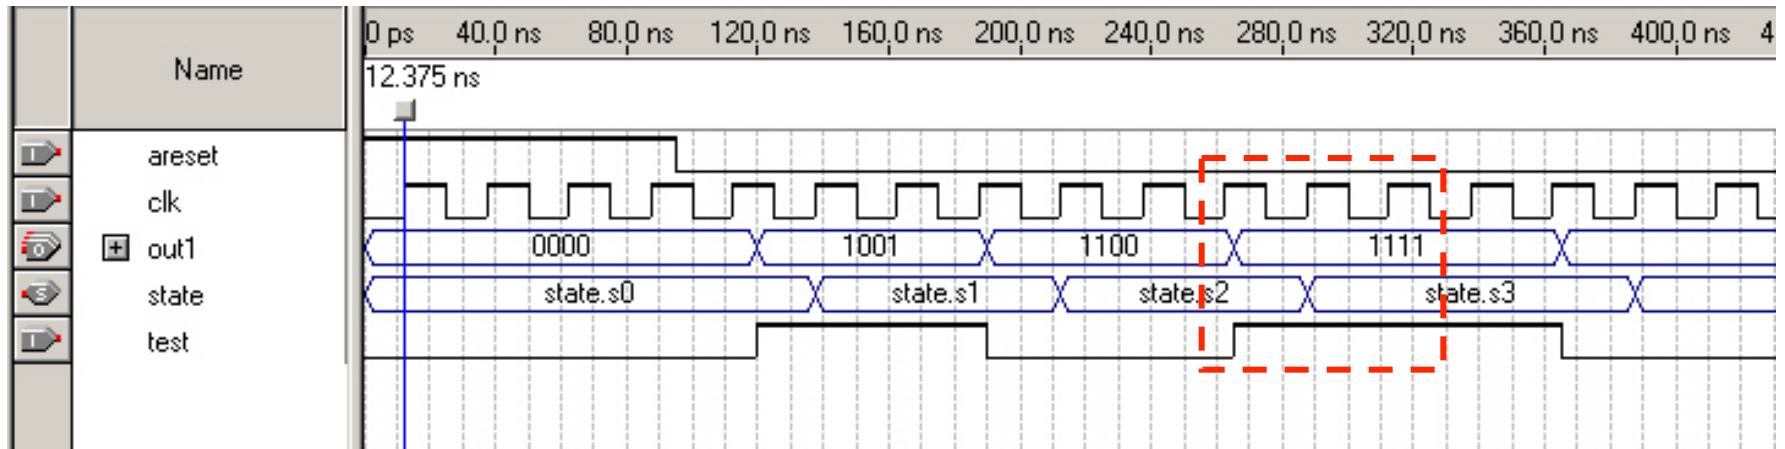 0 ps 40.0 ns 80.0 ns 120.0 ns 160.0 ns 200.0 ns 240.0 ns 280.0 ns 320.0 ns 360.0 ns 400.0 ns 4
Name
12.375 ns
areset
clk
out1 0000 1001 1100 1111
state state.s0 state.s1 state.s2 state.s3
test